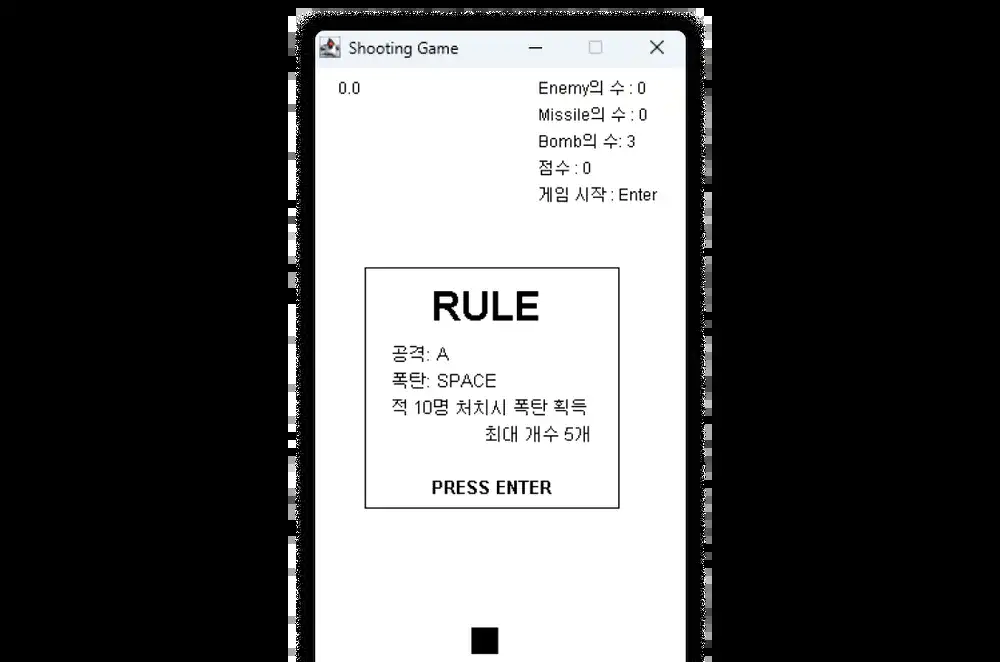 Shooting Game
0.0
Enemy의 수 : 0
Missile의 수 : 0
Bomb의 수: 3
점수 : 0
게임 시작 : Enter
RULE
공격: A
폭탄: SPACE
적 10명 처치시 폭탄 획득
최대 개수 5개
PRESS ENTER